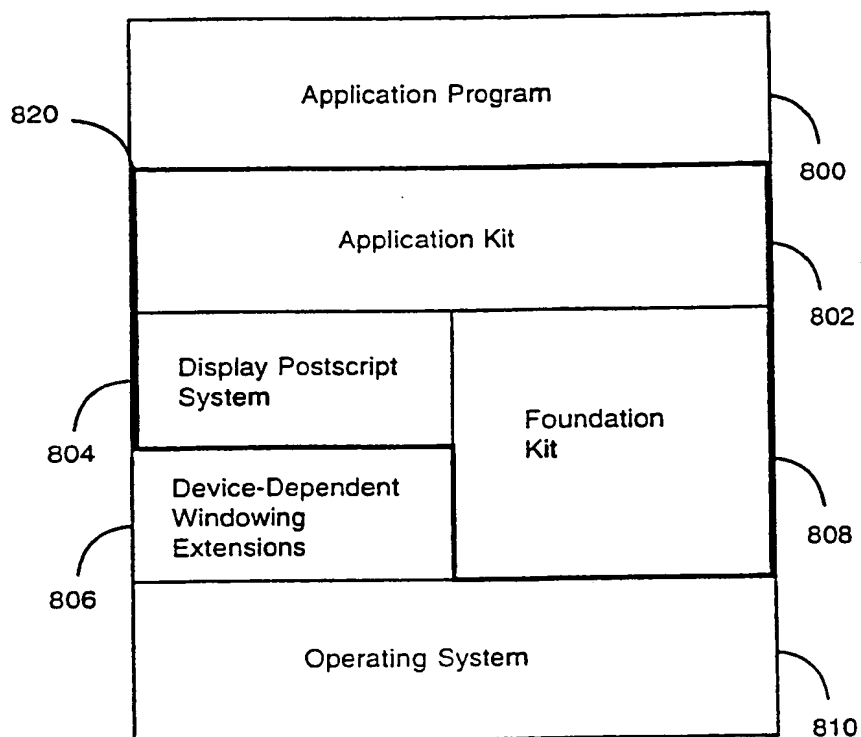 Application Program
820
800
Application Kit
802
Display Postscript
System
Foundation
Kit
804
Device-Dependent
Windowing
Extensions
808
806
Operating System
810